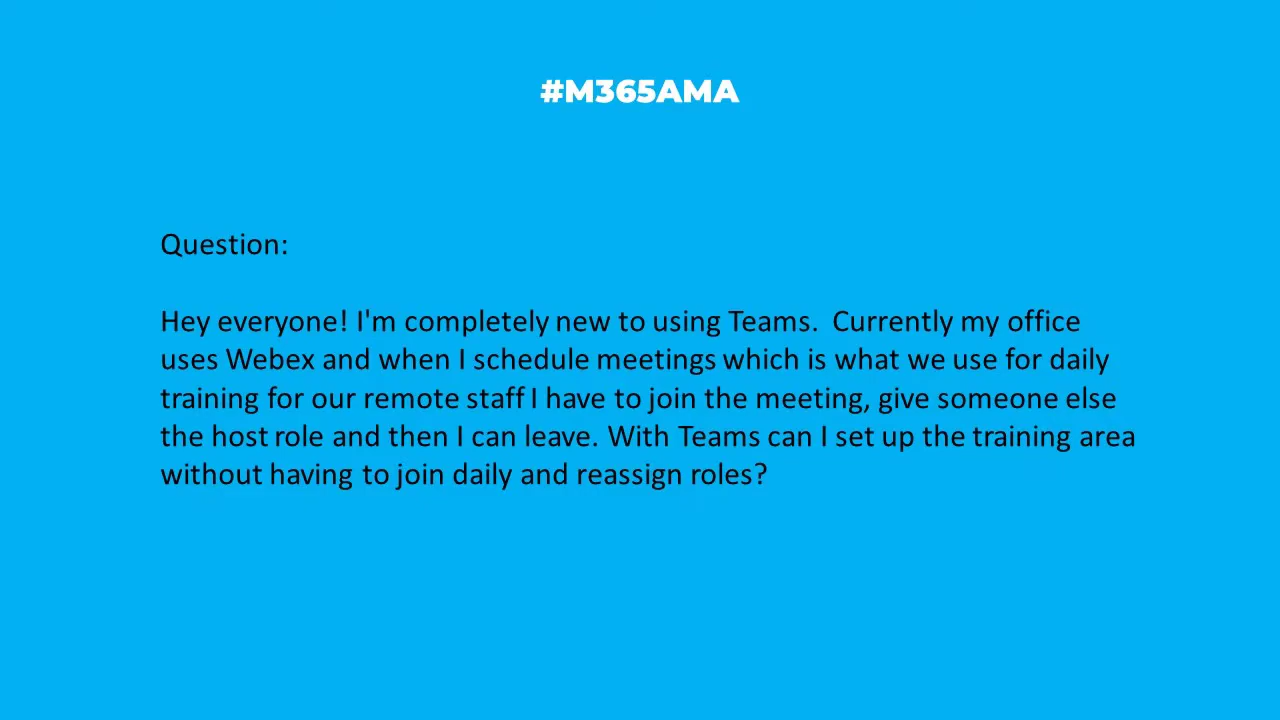 #M365AMA
Question:
Hey everyone! I'm completely new to using Teams.  Currently my office
uses Webex and when I schedule meetings which is what we use for daily
training for our remote staff I have to join the meeting, give someone else
the host role and then I can leave. With Teams can I set up the training area
without having to join daily and reassign roles?